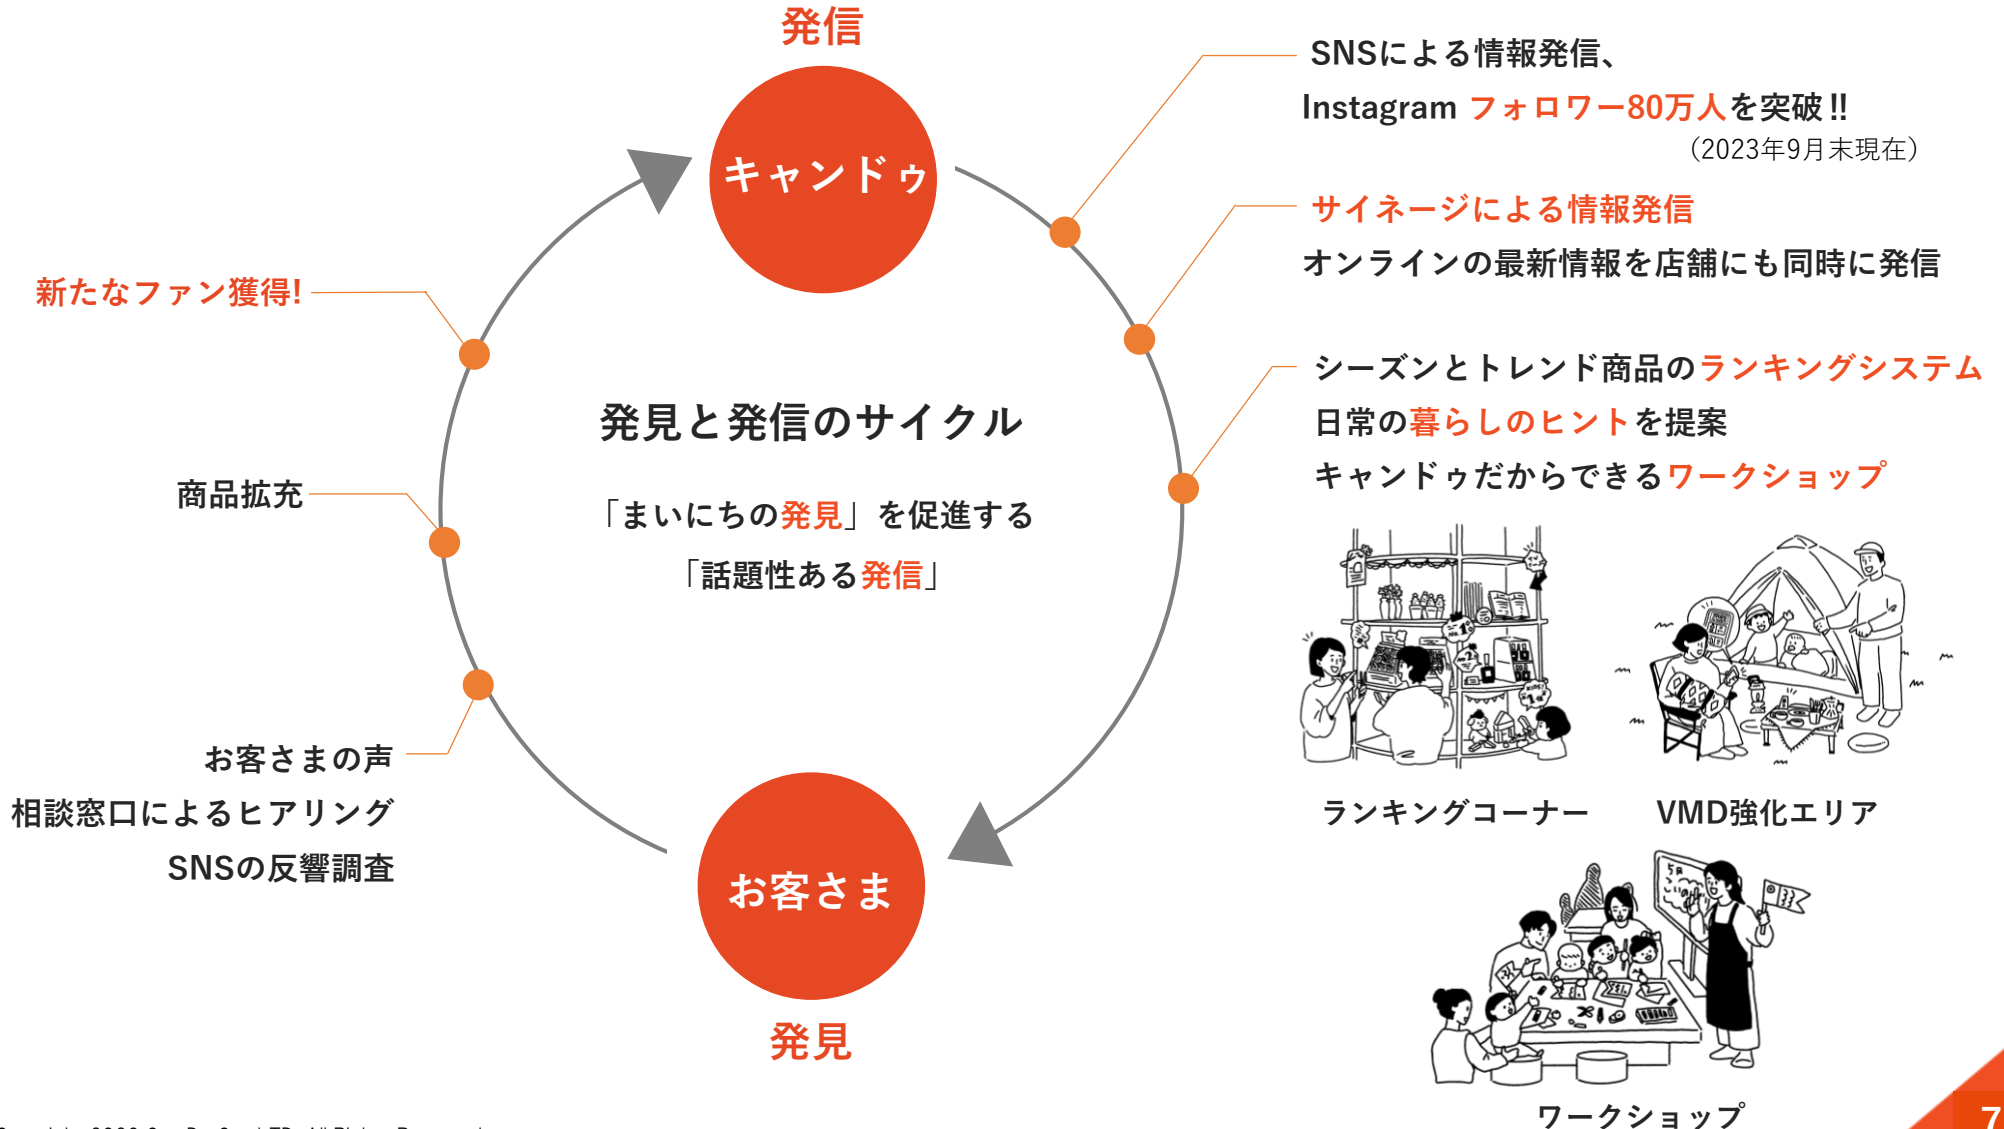 発信
キャンドゥ
SNSによる情報発信、
Instagram フォロワー80万人を突破!!
（2023年9月末現在）
サイネージによる情報発信
オンラインの最新情報を店舗にも同時に発信
シーズンとトレンド商品のランキングシステム
日常の暮らしのヒントを提案
キャンドゥだからできるワークショップ
新たなファン獲得!
商品拡充
お客さまの声
相談窓口によるヒアリング
SNSの反響調査
発見と発信のサイクル
「まいにちの発見」を促進する
「話題性ある発信」
お客さま
発見
ランキングコーナー
VMD強化エリア
ワークショップ
7